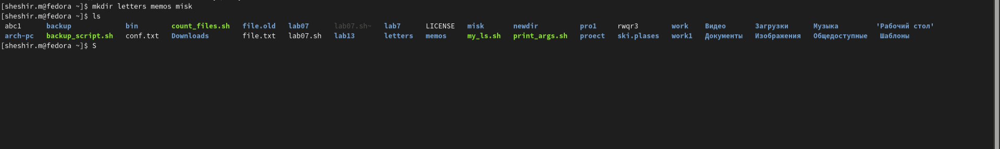 [sheshir.m@fedora ~]$ mkdir letters memos misk
[sheshir.m@fedora ~]$ ls
abc1 backup bin count_files.sh file.old lab07 lab07.sh~ lab7 LICENSE misk newdir pro1 rwqr3 work Видео Загрузки Музыка 'Рабочий стол'
arch-pc backup_script.sh conf.txt Downloads file.txt lab07.sh lab13 letters memos my_ls.sh print_args.sh proect ski.plases work1 Документы Изображения Общедоступные Шаблоны
[sheshir.m@fedora ~]$ S